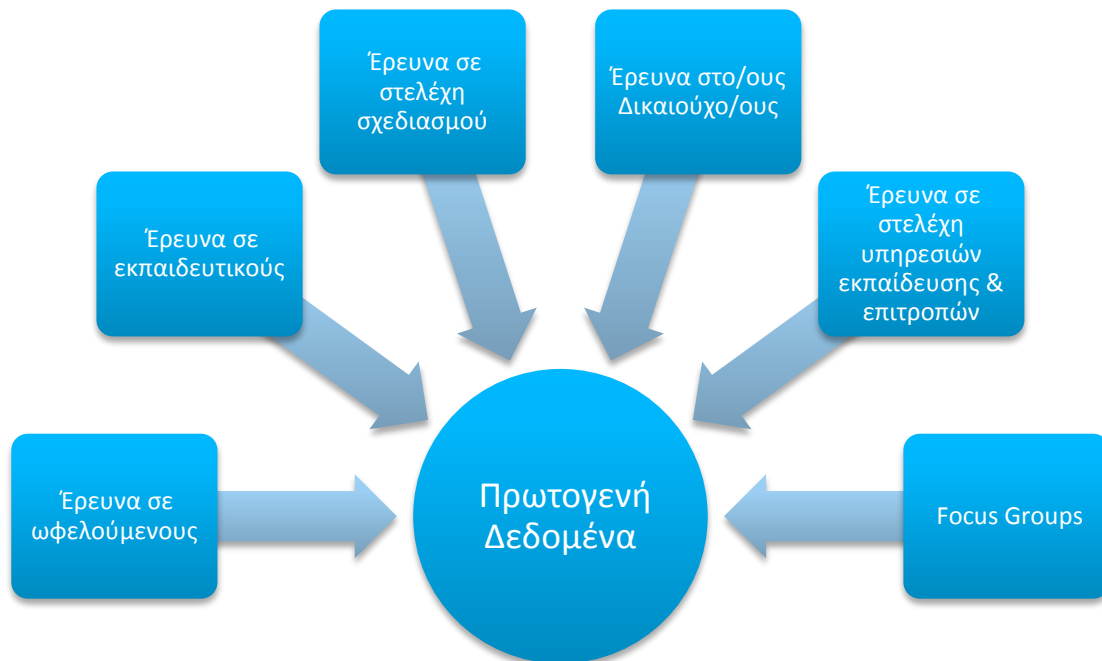 Έρευνα σε
στελέχη
σχεδιασμού
Έρευνα στο/ους
Δικαιούχο/ους
Έρευνα σε
εκπαιδευτικούς
Έρευνα σε
στελέχη
υπηρεσιών
εκπαίδευσης &
επιτροπών
Έρευνα σε
ωφελούμενους
Πρωτογενή
Δεδομένα
Focus Groups